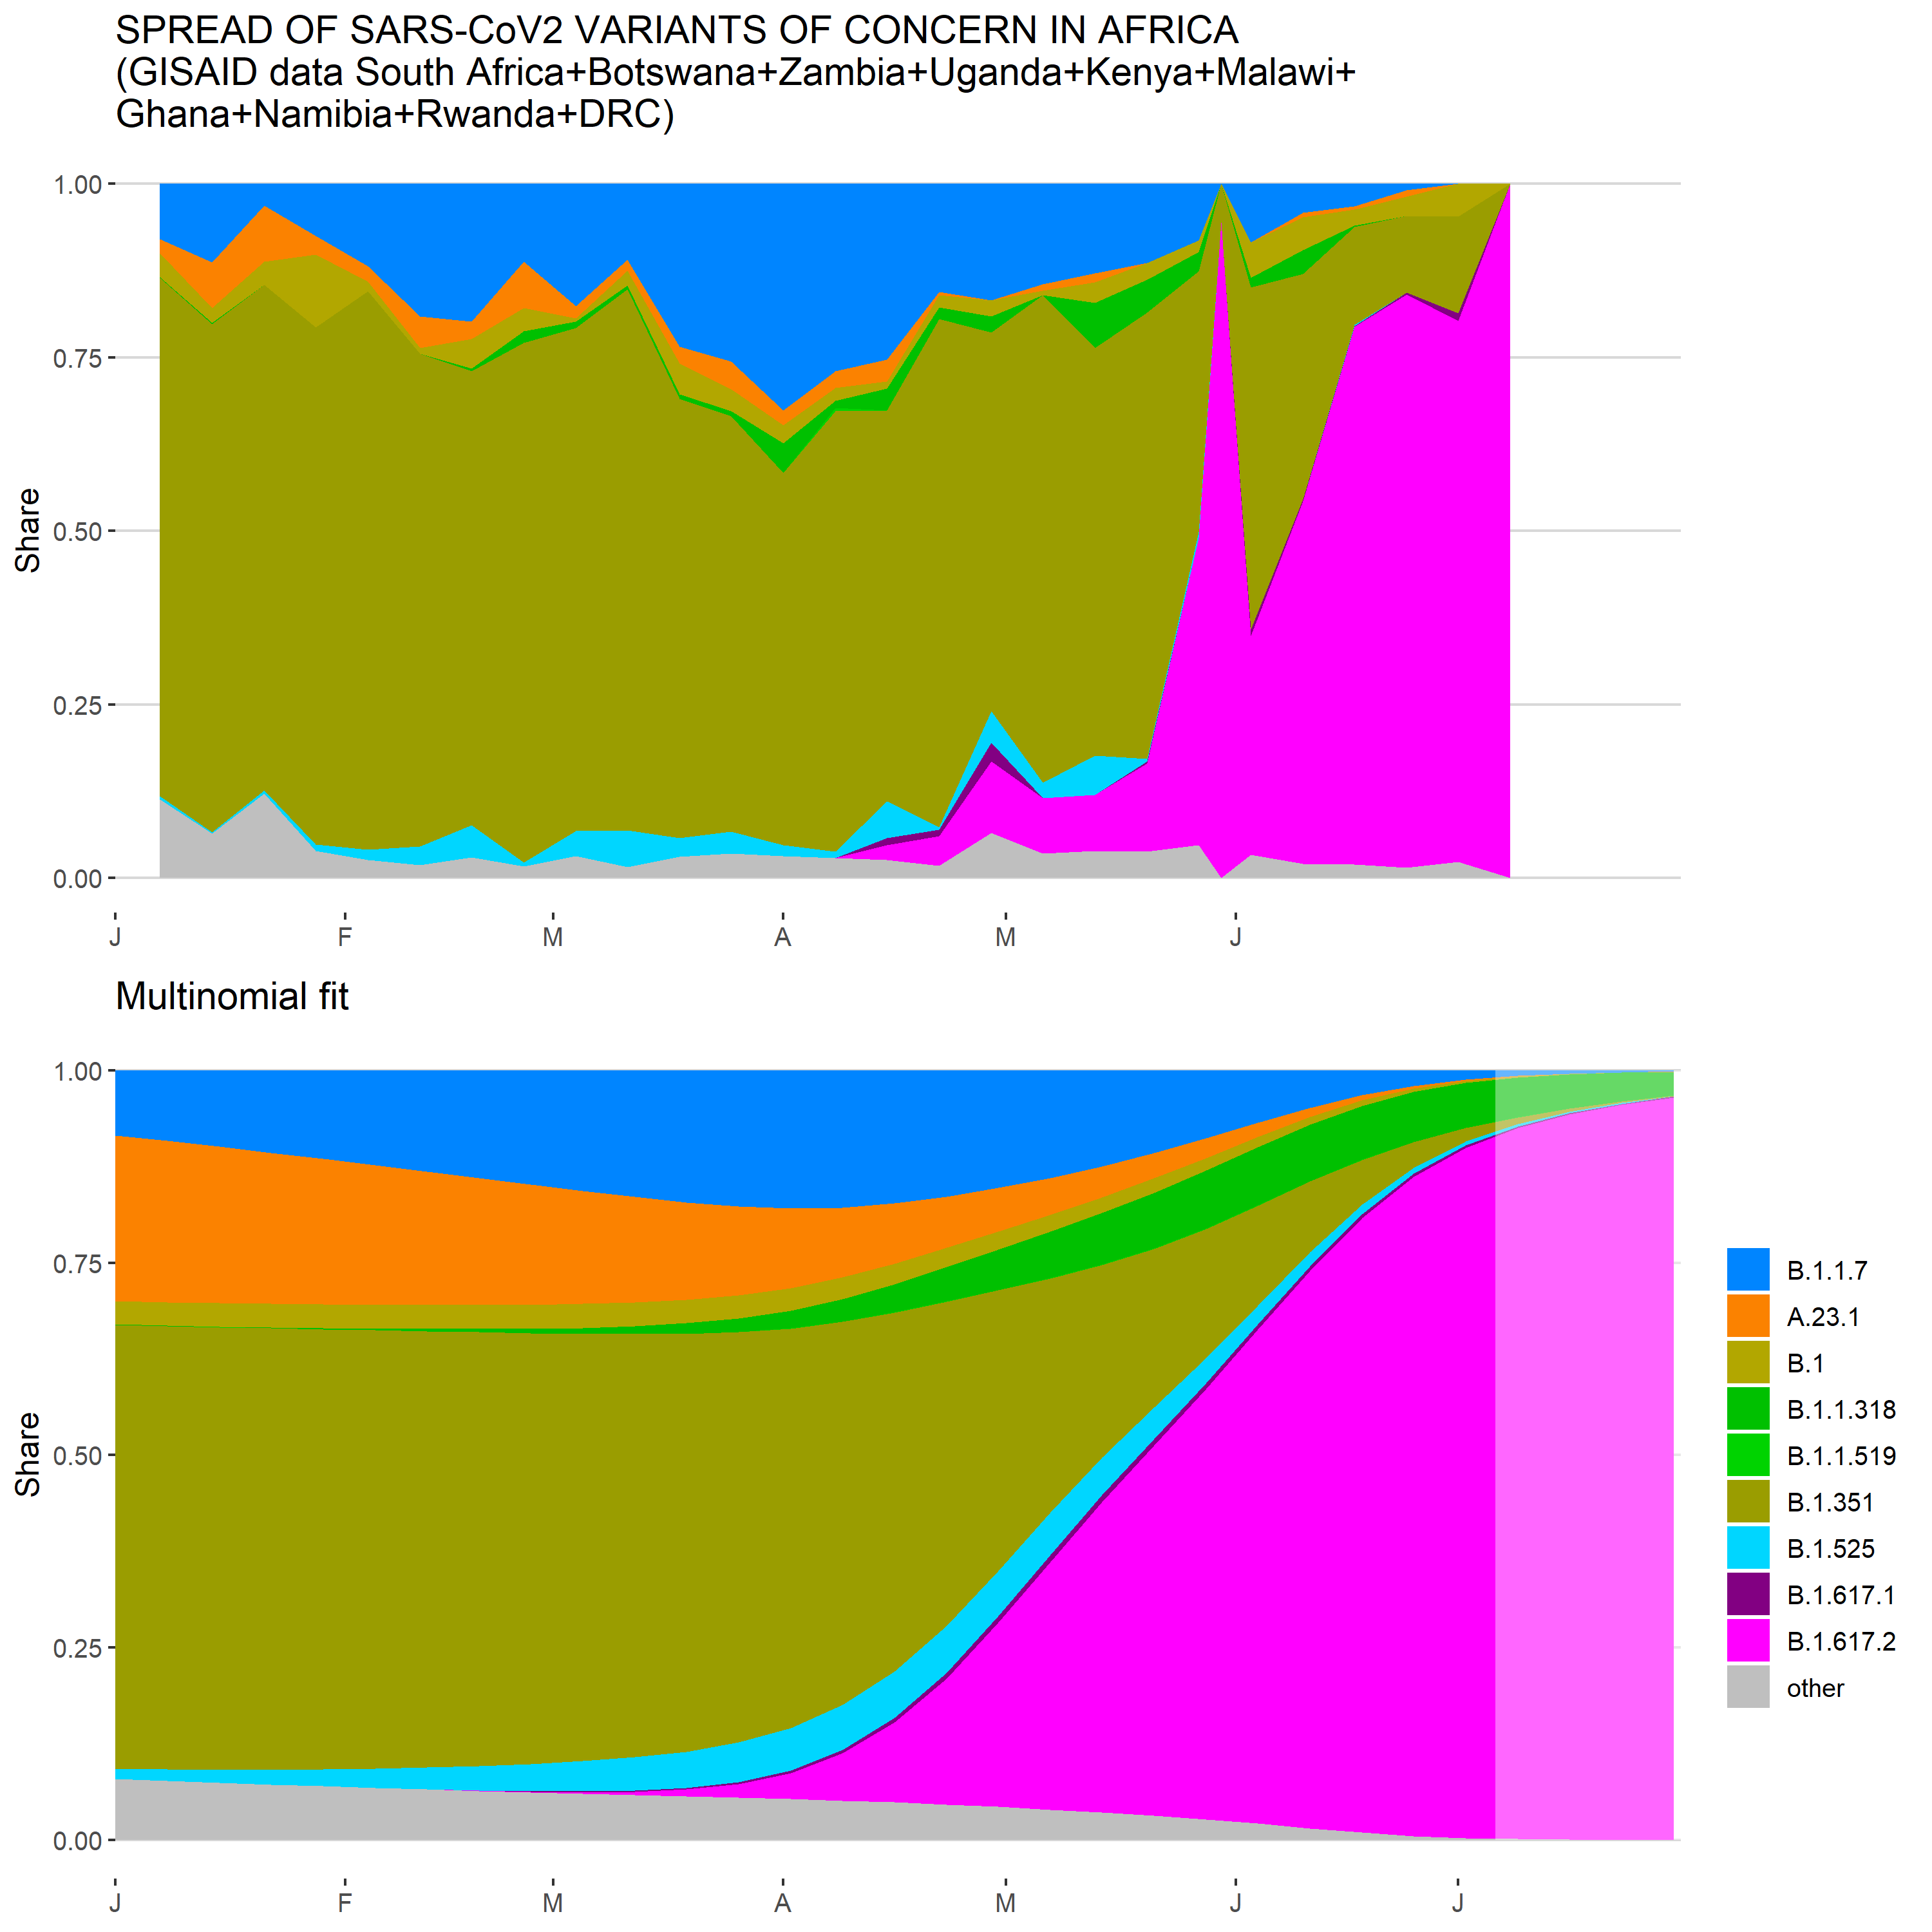 SPREAD OF SARS-CoV2 VARIANTS OF CONCERN IN AFRICA
(GISAID data South Africa+Botswana+Zambia+Uganda+Kenya+Malawi+
Ghana+Namibia+Rwanda+DRC)
1.00
0.75
0.50
0.25
0.00
Share
J F M A M J
Multinomial fit
1.00
0.75
0.50
0.25
0.00
Share
J F M A M J J
B.1.1.7
A.23.1
B.1
B.1.1.318
B.1.1.519
B.1.351
B.1.525
B.1.617.1
B.1.617.2
other